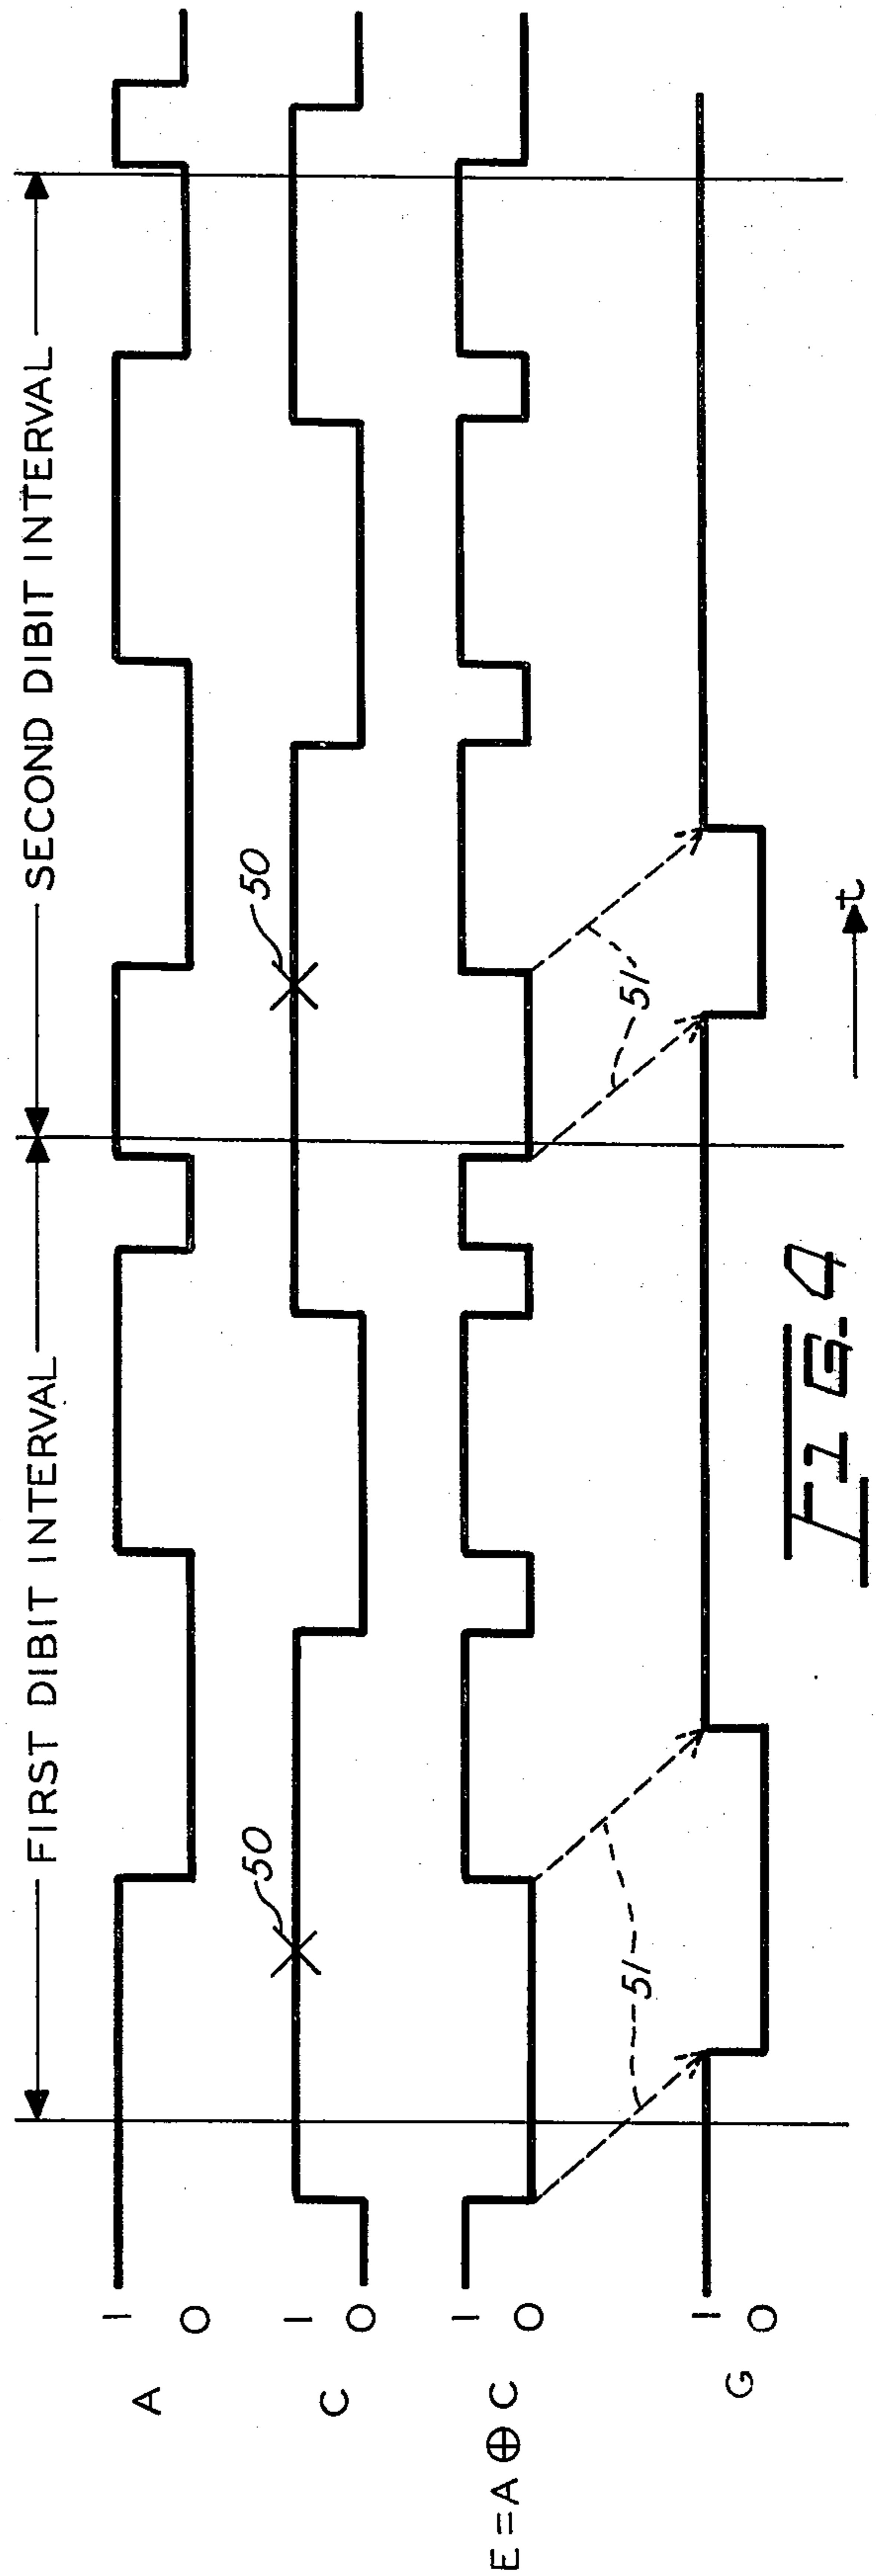 FIRST DIBIT INTERVAL
SECOND DIBIT INTERVAL
A
1
0
C
1
0
50
50
E = A ⊕ C
1
0
51
51
G
1
0
t
FIG. 4